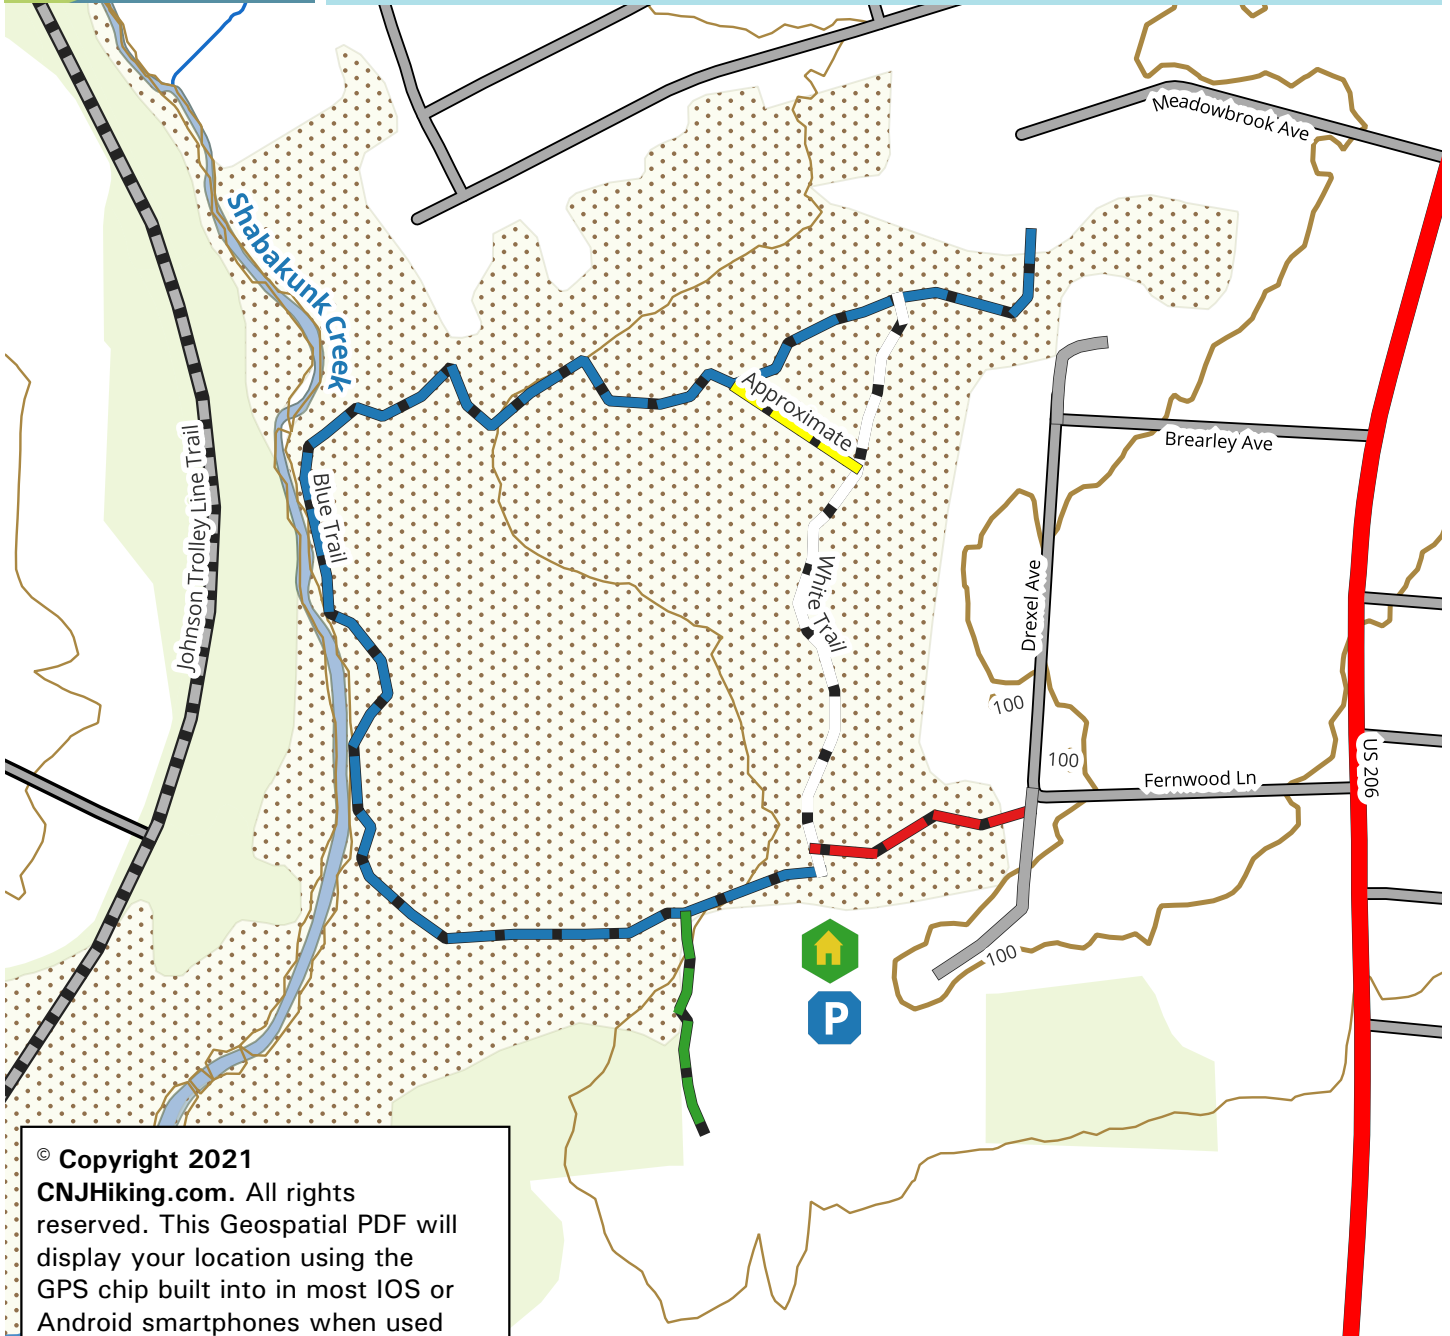 Meadowbrook Ave
Shabakunk Creek
Approximate
Brearley Ave
Johnson Trolley Line Trail
Blue Trail
White Trail
Drexel Ave
100
100
Fernwood Ln
US 206
100
P
© Copyright 2021
CNJHiking.com. All rights
reserved. This Geospatial PDF will
display your location using the
GPS chip built into in most IOS or
Android smartphones when used